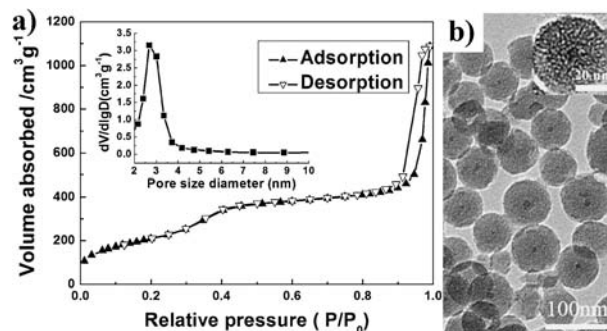 a)
1200
1000
800
600
400
200
0
Volume absorbed /cm³g⁻¹
0.0 0.2 0.4 0.6 0.8 1.0
Relative pressure ( P/P₀)
3.5
3.0
2.5
2.0
1.5
1.0
0.5
0.0
dV/dlgD(cm³g⁻¹)
2 3 4 5 6 7 8 9 10
Pore size diameter (nm)
Adsorption
Desorption
b)
20 nm
100nm